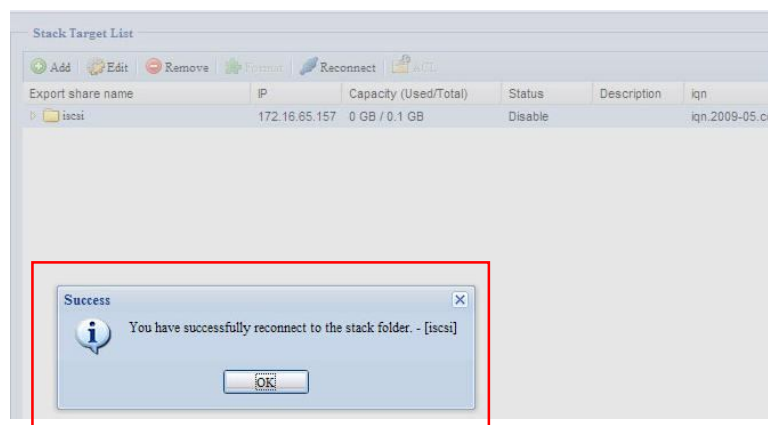 Stack Target List
Add Edit Remove Format Reconnect ACL
Export share name IP Capacity (Used/Total) Status Description iqn
iscsi 172.16.65.157 0 GB / 0.1 GB Disable iqn.2009-05.c
Success
You have successfully reconnect to the stack folder. - [iscsi]
OK